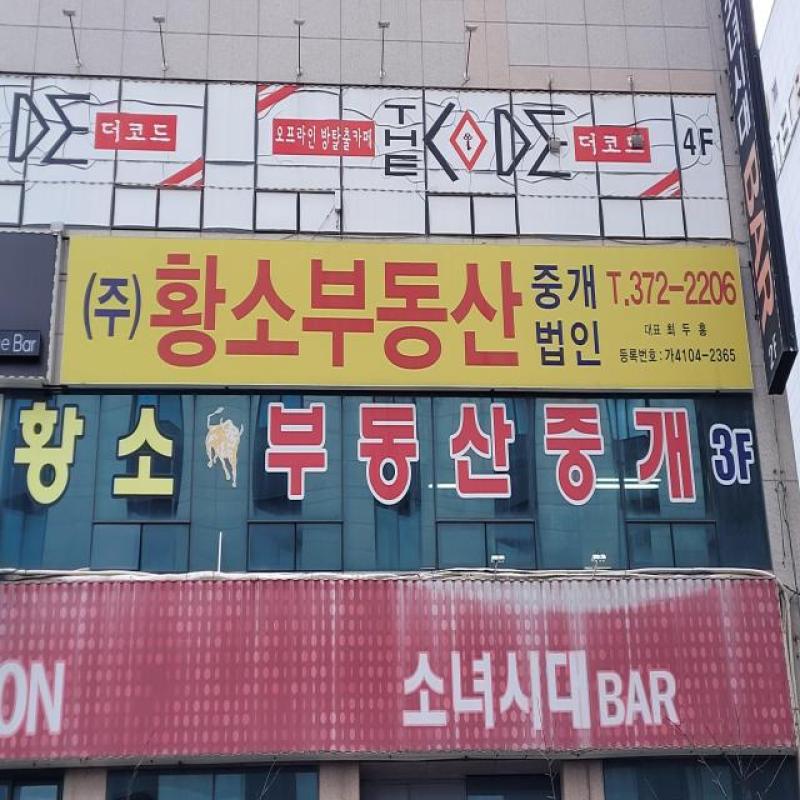 DE 더코드 오프라인 방탈출카페 THE CODE 더코드 4F
(주)황소부동산 중개법인 T.372-2206
대표 최두홍
등록번호:가4104-2365
e Bar
황소 부동산중개 3F
ON 소녀시대 BAR
BAR 2F